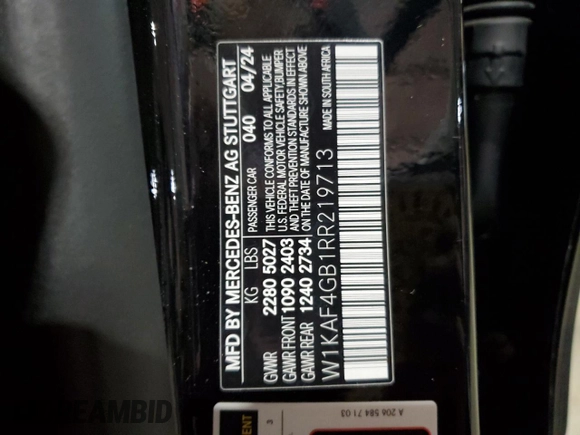 MFD BY MERCEDES-BENZ AG STUTTGART
KG LBS PASSENGER CAR 040 04/24
GVWR 2280 5027 THIS VEHICLE CONFORMS TO ALL APPLICABLE
U.S. FEDERAL MOTOR VEHICLE SAFETY, BUMPER
GAWR FRONT 1090 2403 AND THEFT PREVENTION STANDARDS IN EFFECT
GAWR REAR 1240 2734 ON THE DATE OF MANUFACTURE SHOWN ABOVE
W1KAF4GB1RR219713 MADE IN SOUTH AFRICA
A 206 584 71 03
3